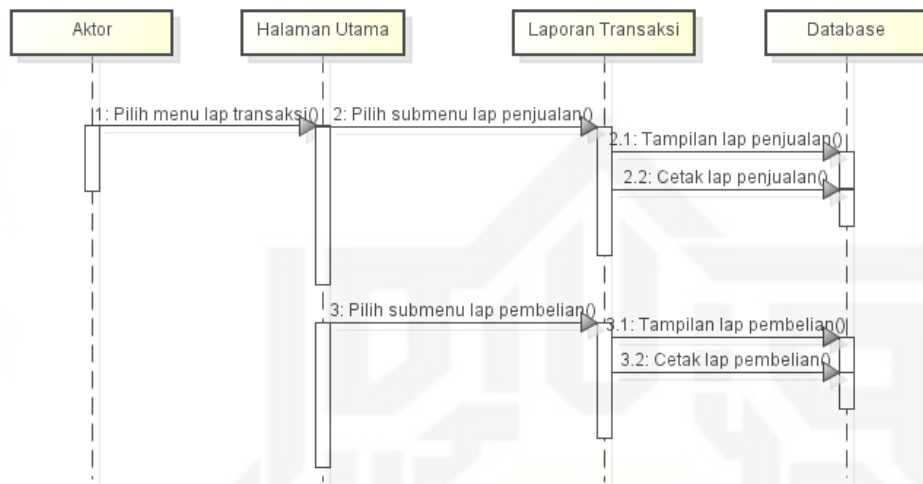 Aktor
Halaman Utama
Laporan Transaksi
Database
1: Pilih menu lap transaksi()
2: Pilih submenu lap penjualan()
2.1: Tampilan lap penjualan()
2.2: Cetak lap penjualan()
3: Pilih submenu lap pembelian()
3.1: Tampilan lap pembelian()
3.2: Cetak lap pembelian()